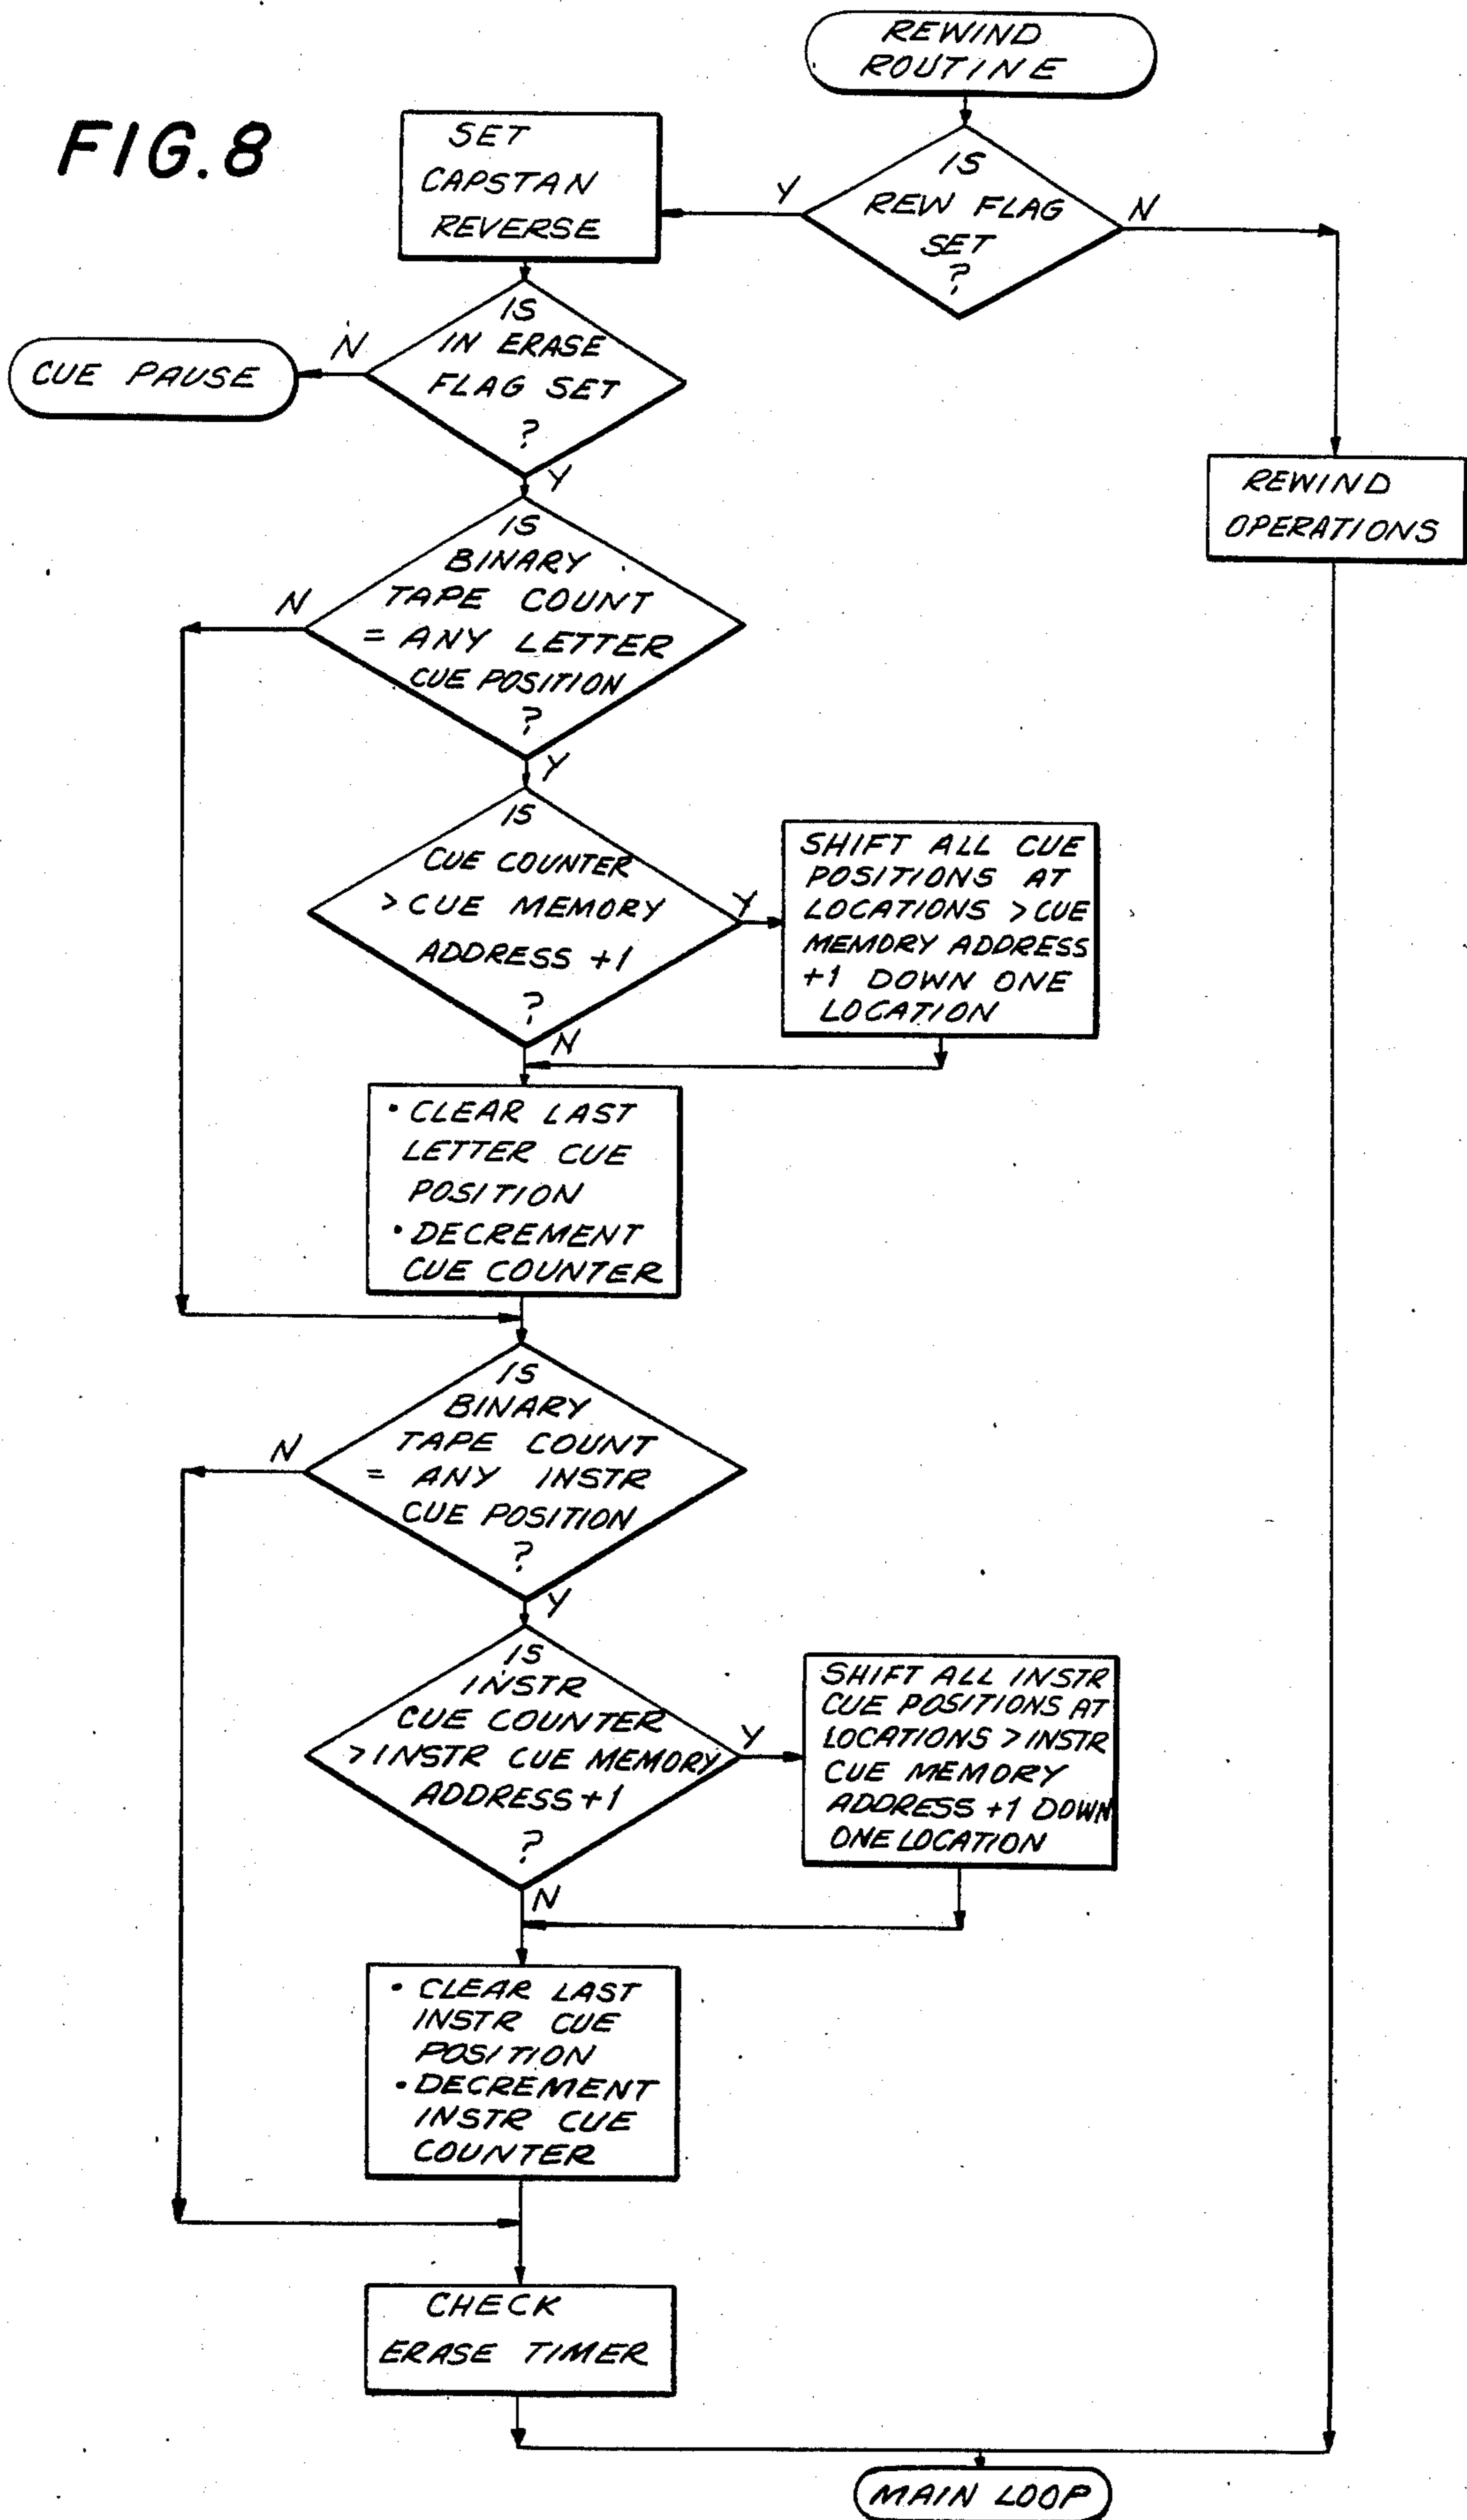 FIG. 8
REWIND
ROUTINE
IS
REW FLAG
SET
?
Y
N
SET
CAPSTAN
REVERSE
IS
IN ERASE
FLAG SET
?
N
CUE PAUSE
Y
REWIND
OPERATIONS
IS
BINARY
TAPE COUNT
= ANY LETTER
CUE POSITION
?
N
Y
IS
CUE COUNTER
> CUE MEMORY
ADDRESS +1
?
Y
SHIFT ALL CUE
POSITIONS AT
LOCATIONS > CUE
MEMORY ADDRESS
+1 DOWN ONE
LOCATION
N
• CLEAR LAST
LETTER CUE
POSITION
• DECREMENT
CUE COUNTER
IS
BINARY
TAPE COUNT
= ANY INSTR
CUE POSITION
?
N
Y
IS
INSTR
CUE COUNTER
> INSTR CUE MEMORY
ADDRESS +1
?
Y
SHIFT ALL INSTR
CUE POSITIONS AT
LOCATIONS > INSTR
CUE MEMORY
ADDRESS +1 DOWN
ONE LOCATION
N
• CLEAR LAST
INSTR CUE
POSITION
• DECREMENT
INSTR CUE
COUNTER
CHECK
ERASE TIMER
MAIN LOOP